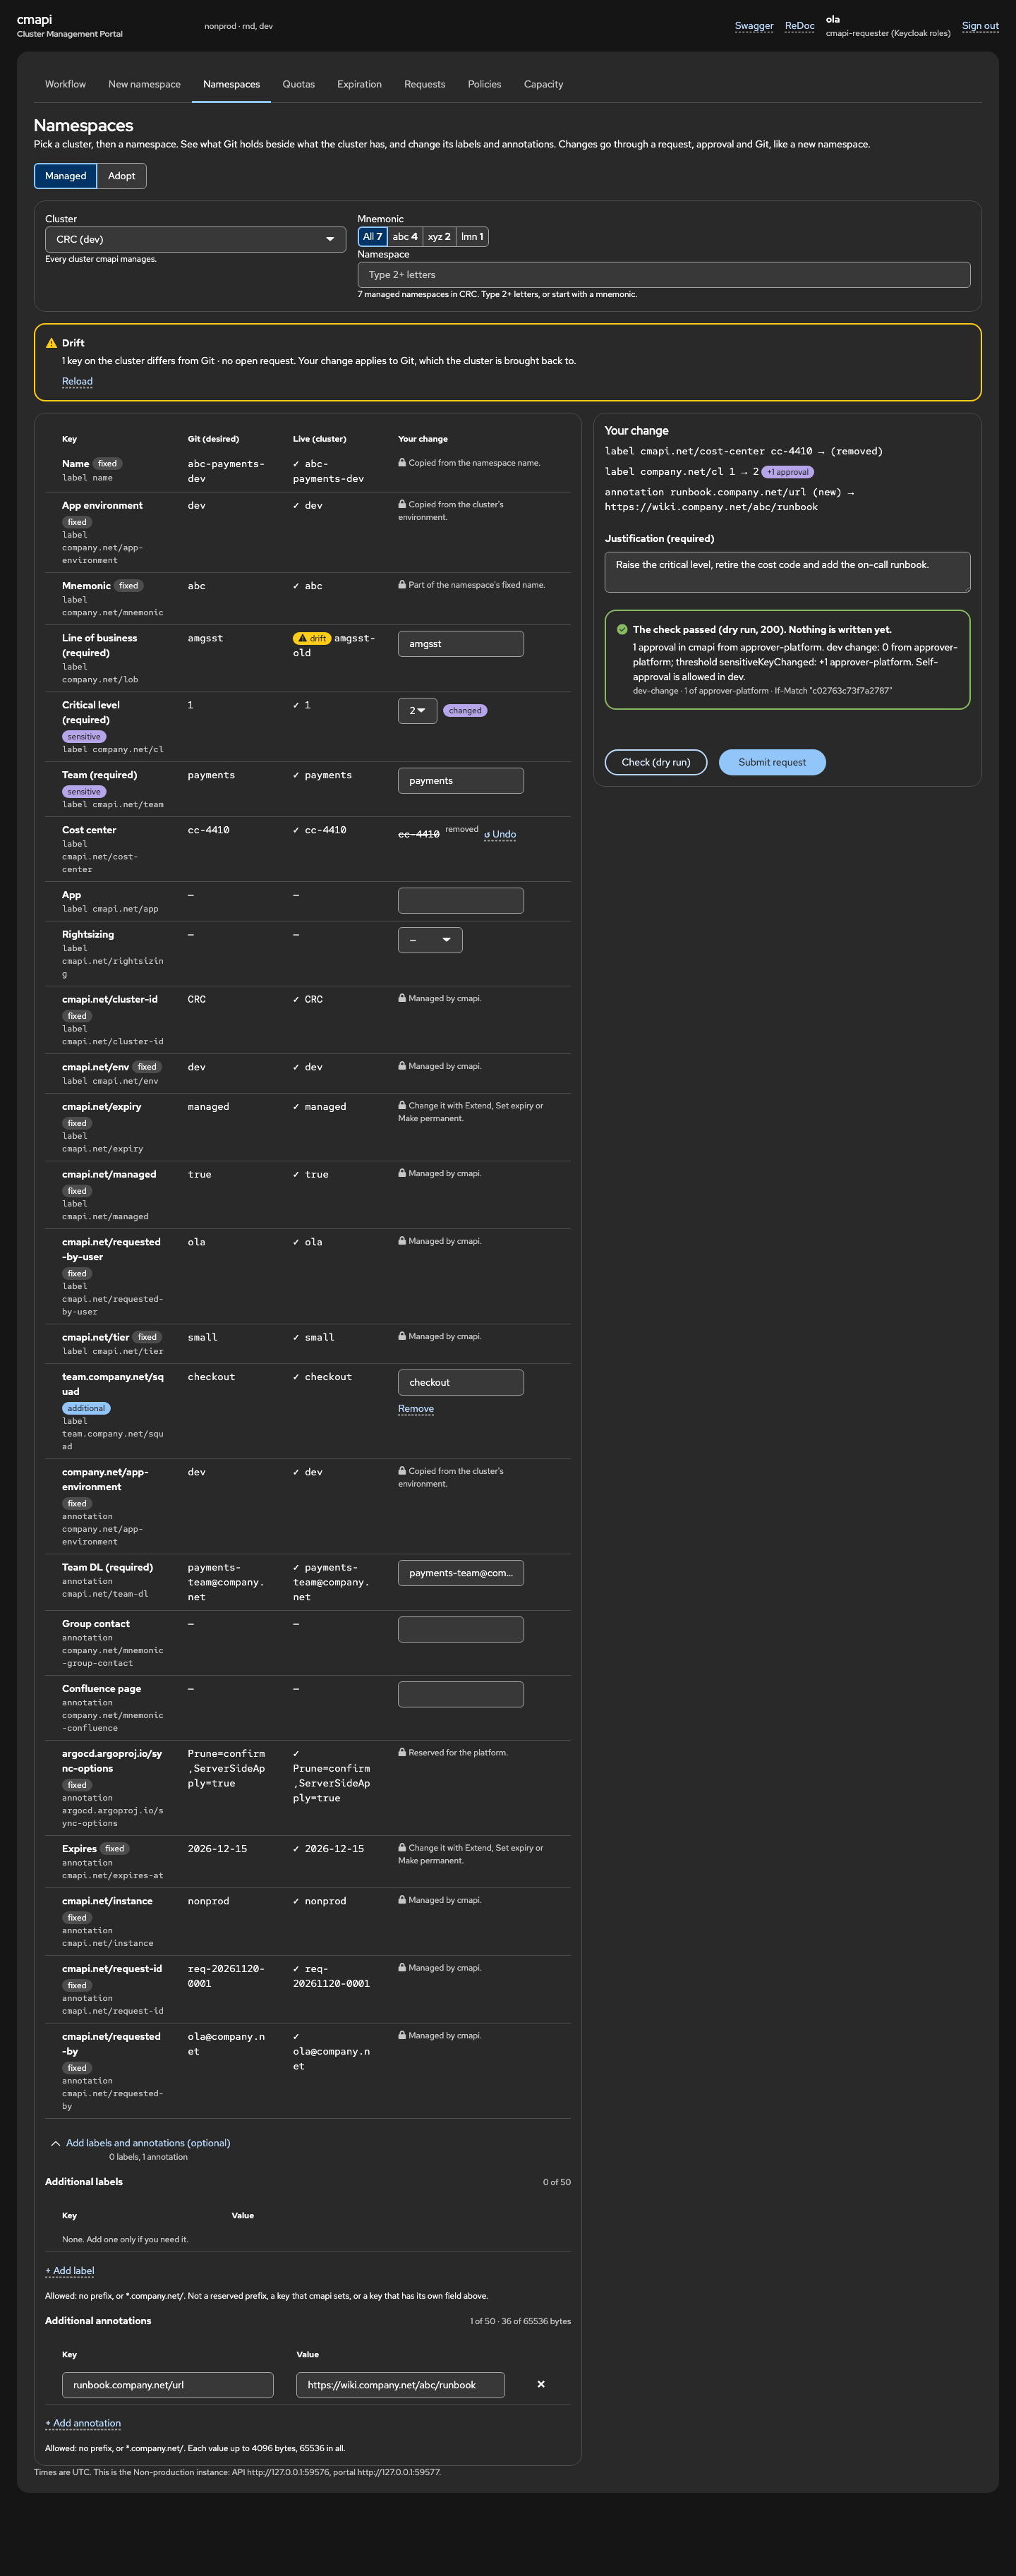 cmapi
Cluster Management Portal
nonprod · rnd, dev
Swagger
ReDoc
ola
cmapi-requester (Keycloak roles)
Sign out
Workflow
New namespace
Namespaces
Quotas
Expiration
Requests
Policies
Capacity
Namespaces
Pick a cluster, then a namespace. See what Git holds beside what the cluster has, and change its labels and annotations. Changes go through a request, approval and Git, like a new namespace.
Managed
Adopt
Cluster
CRC (dev)
Every cluster cmapi manages.
Mnemonic
All 7
abc 4
xyz 2
lmn 1
Namespace
Type 2+ letters
7 managed namespaces in CRC. Type 2+ letters, or start with a mnemonic.
Drift
1 key on the cluster differs from Git · no open request. Your change applies to Git, which the cluster is brought back to.
Reload
Key
Git (desired)
Live (cluster)
Your change
Name fixed
label name
abc-payments-
dev
✓ abc-
payments-dev
Copied from the namespace name.
App environment
fixed
label
company.net/app-
environment
dev
✓ dev
Copied from the cluster's
environment.
Mnemonic fixed
label
company.net/mnemonic
abc
✓ abc
Part of the namespace's fixed name.
Line of business
(required)
label
company.net/lob
amgsst
drift amgsst-
old
amgsst
Critical level
(required)
sensitive
label company.net/cl
1
✓ 1
2
changed
Team (required)
sensitive
label cmapi.net/team
payments
✓ payments
payments
Cost center
label
cmapi.net/cost-
center
cc-4410
✓ cc-4410
cc-4410 removed ↺ Undo
App
label cmapi.net/app
—
—
Rightsizing
label
cmapi.net/rightsizin
g
—
—
—
cmapi.net/cluster-id
fixed
label
cmapi.net/cluster-id
CRC
✓ CRC
Managed by cmapi.
cmapi.net/env fixed
label cmapi.net/env
dev
✓ dev
Managed by cmapi.
cmapi.net/expiry
fixed
label
cmapi.net/expiry
managed
✓ managed
Change it with Extend, Set expiry or
Make permanent.
cmapi.net/managed
fixed
label
cmapi.net/managed
true
✓ true
Managed by cmapi.
cmapi.net/requested
-by-user
fixed
label
cmapi.net/requested-
by-user
ola
✓ ola
Managed by cmapi.
cmapi.net/tier fixed
label cmapi.net/tier
small
✓ small
Managed by cmapi.
team.company.net/sq
uad
additional
label
team.company.net/squ
ad
checkout
✓ checkout
checkout
Remove
company.net/app-
environment
fixed
annotation
company.net/app-
environment
dev
✓ dev
Copied from the cluster's
environment.
Team DL (required)
annotation
cmapi.net/team-dl
payments-
team@company.
net
✓ payments-
team@company.
net
payments-team@com...
Group contact
annotation
company.net/mnemonic
-group-contact
—
—
Confluence page
annotation
company.net/mnemonic
-confluence
—
—
argocd.argoproj.io/sy
nc-options
fixed
annotation
argocd.argoproj.io/s
ync-options
Prune=confirm
,ServerSideAp
ply=true
✓
Prune=confirm
,ServerSideAp
ply=true
Reserved for the platform.
Expires fixed
annotation
cmapi.net/expires-at
2026-12-15
✓ 2026-12-15
Change it with Extend, Set expiry or
Make permanent.
cmapi.net/instance
fixed
annotation
cmapi.net/instance
nonprod
✓ nonprod
Managed by cmapi.
cmapi.net/request-id
fixed
annotation
cmapi.net/request-id
req-20261120-
0001
✓ req-
20261120-0001
Managed by cmapi.
cmapi.net/requested
-by
fixed
annotation
cmapi.net/requested-
by
ola@company.n
et
✓
ola@company.n
et
Managed by cmapi.
Add labels and annotations (optional)
0 labels, 1 annotation
Additional labels
0 of 50
Key
Value
None. Add one only if you need it.
+ Add label
Allowed: no prefix, or *.company.net/. Not a reserved prefix, a key that cmapi sets, or a key that has its own field above.
Additional annotations
1 of 50 · 36 of 65536 bytes
Key
Value
runbook.company.net/url
https://wiki.company.net/abc/runbook
+ Add annotation
Allowed: no prefix, or *.company.net/. Each value up to 4096 bytes, 65536 in all.
Your change
label cmapi.net/cost-center cc-4410 → (removed)
label company.net/cl 1 → 2 +1 approval
annotation runbook.company.net/url (new) →
https://wiki.company.net/abc/runbook
Justification (required)
Raise the critical level, retire the cost code and add the on-call runbook.
The check passed (dry run, 200). Nothing is written yet.
1 approval in cmapi from approver-platform. dev change: 0 from approver-
platform; threshold sensitiveKeyChanged: +1 approver-platform. Self-
approval is allowed in dev.
dev-change · 1 of approver-platform · If-Match "c02763c73f7a2787"
Check (dry run)
Submit request
Times are UTC. This is the Non-production instance: API http://127.0.0.1:59576, portal http://127.0.0.1:59577.